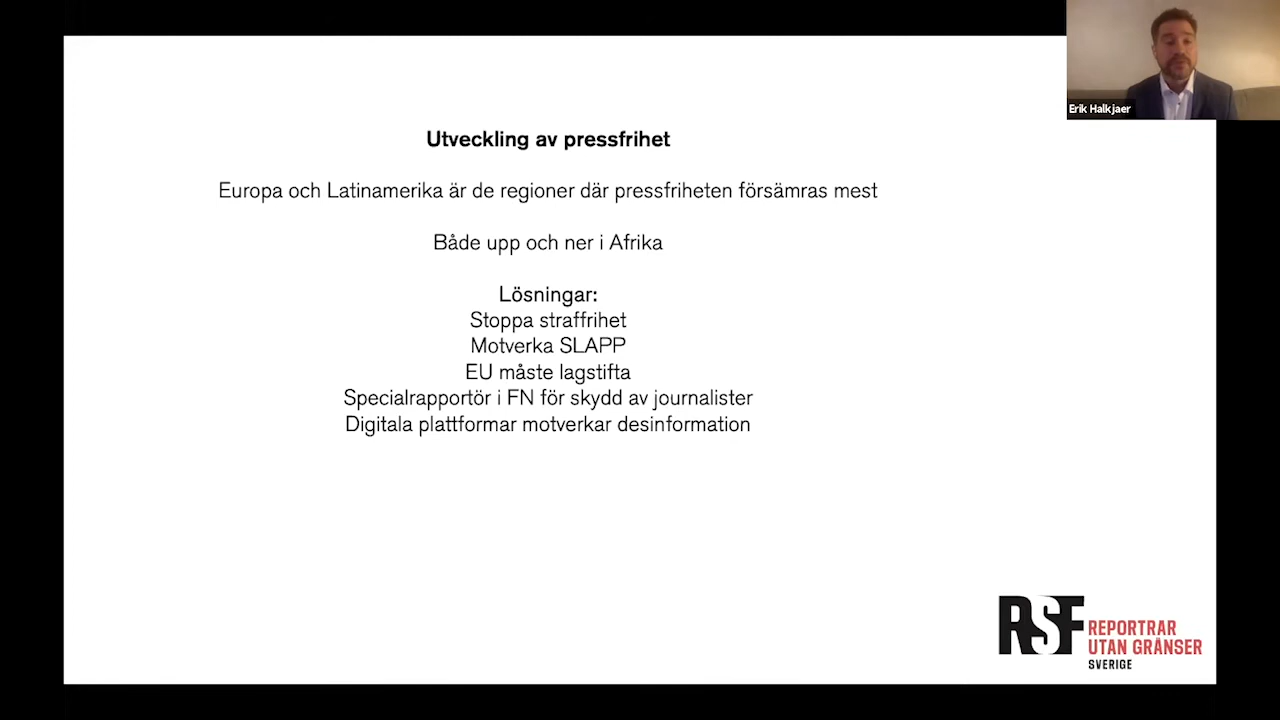 Erik Halkjaer
Utveckling av pressfrihet
Europa och Latinamerika är de regioner där pressfriheten försämras mest
Både upp och ner i Afrika
Lösningar:
Stoppa straffrihet
Motverka SLAPP
EU måste lagstifta
Specialrapportör i FN för skydd av journalister
Digitala plattformar motverkar desinformation
RSF
REPORTRAR
UTAN GRÄNSER
SVERIGE